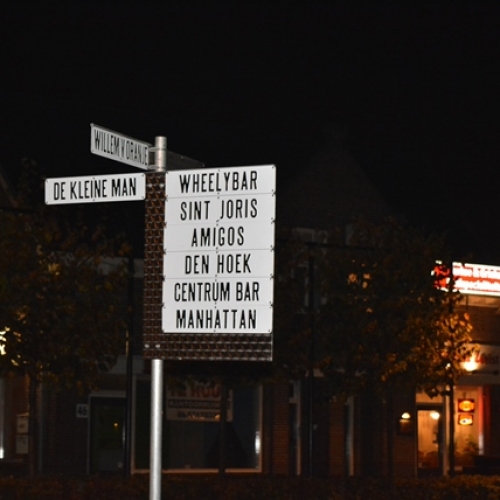 WILLEM V ORANJE
DE KLEINE MAN
WHEELYBAR
SINT JORIS
AMIGOS
DEN HOEK
CENTRUM BAR
MANHATTAN